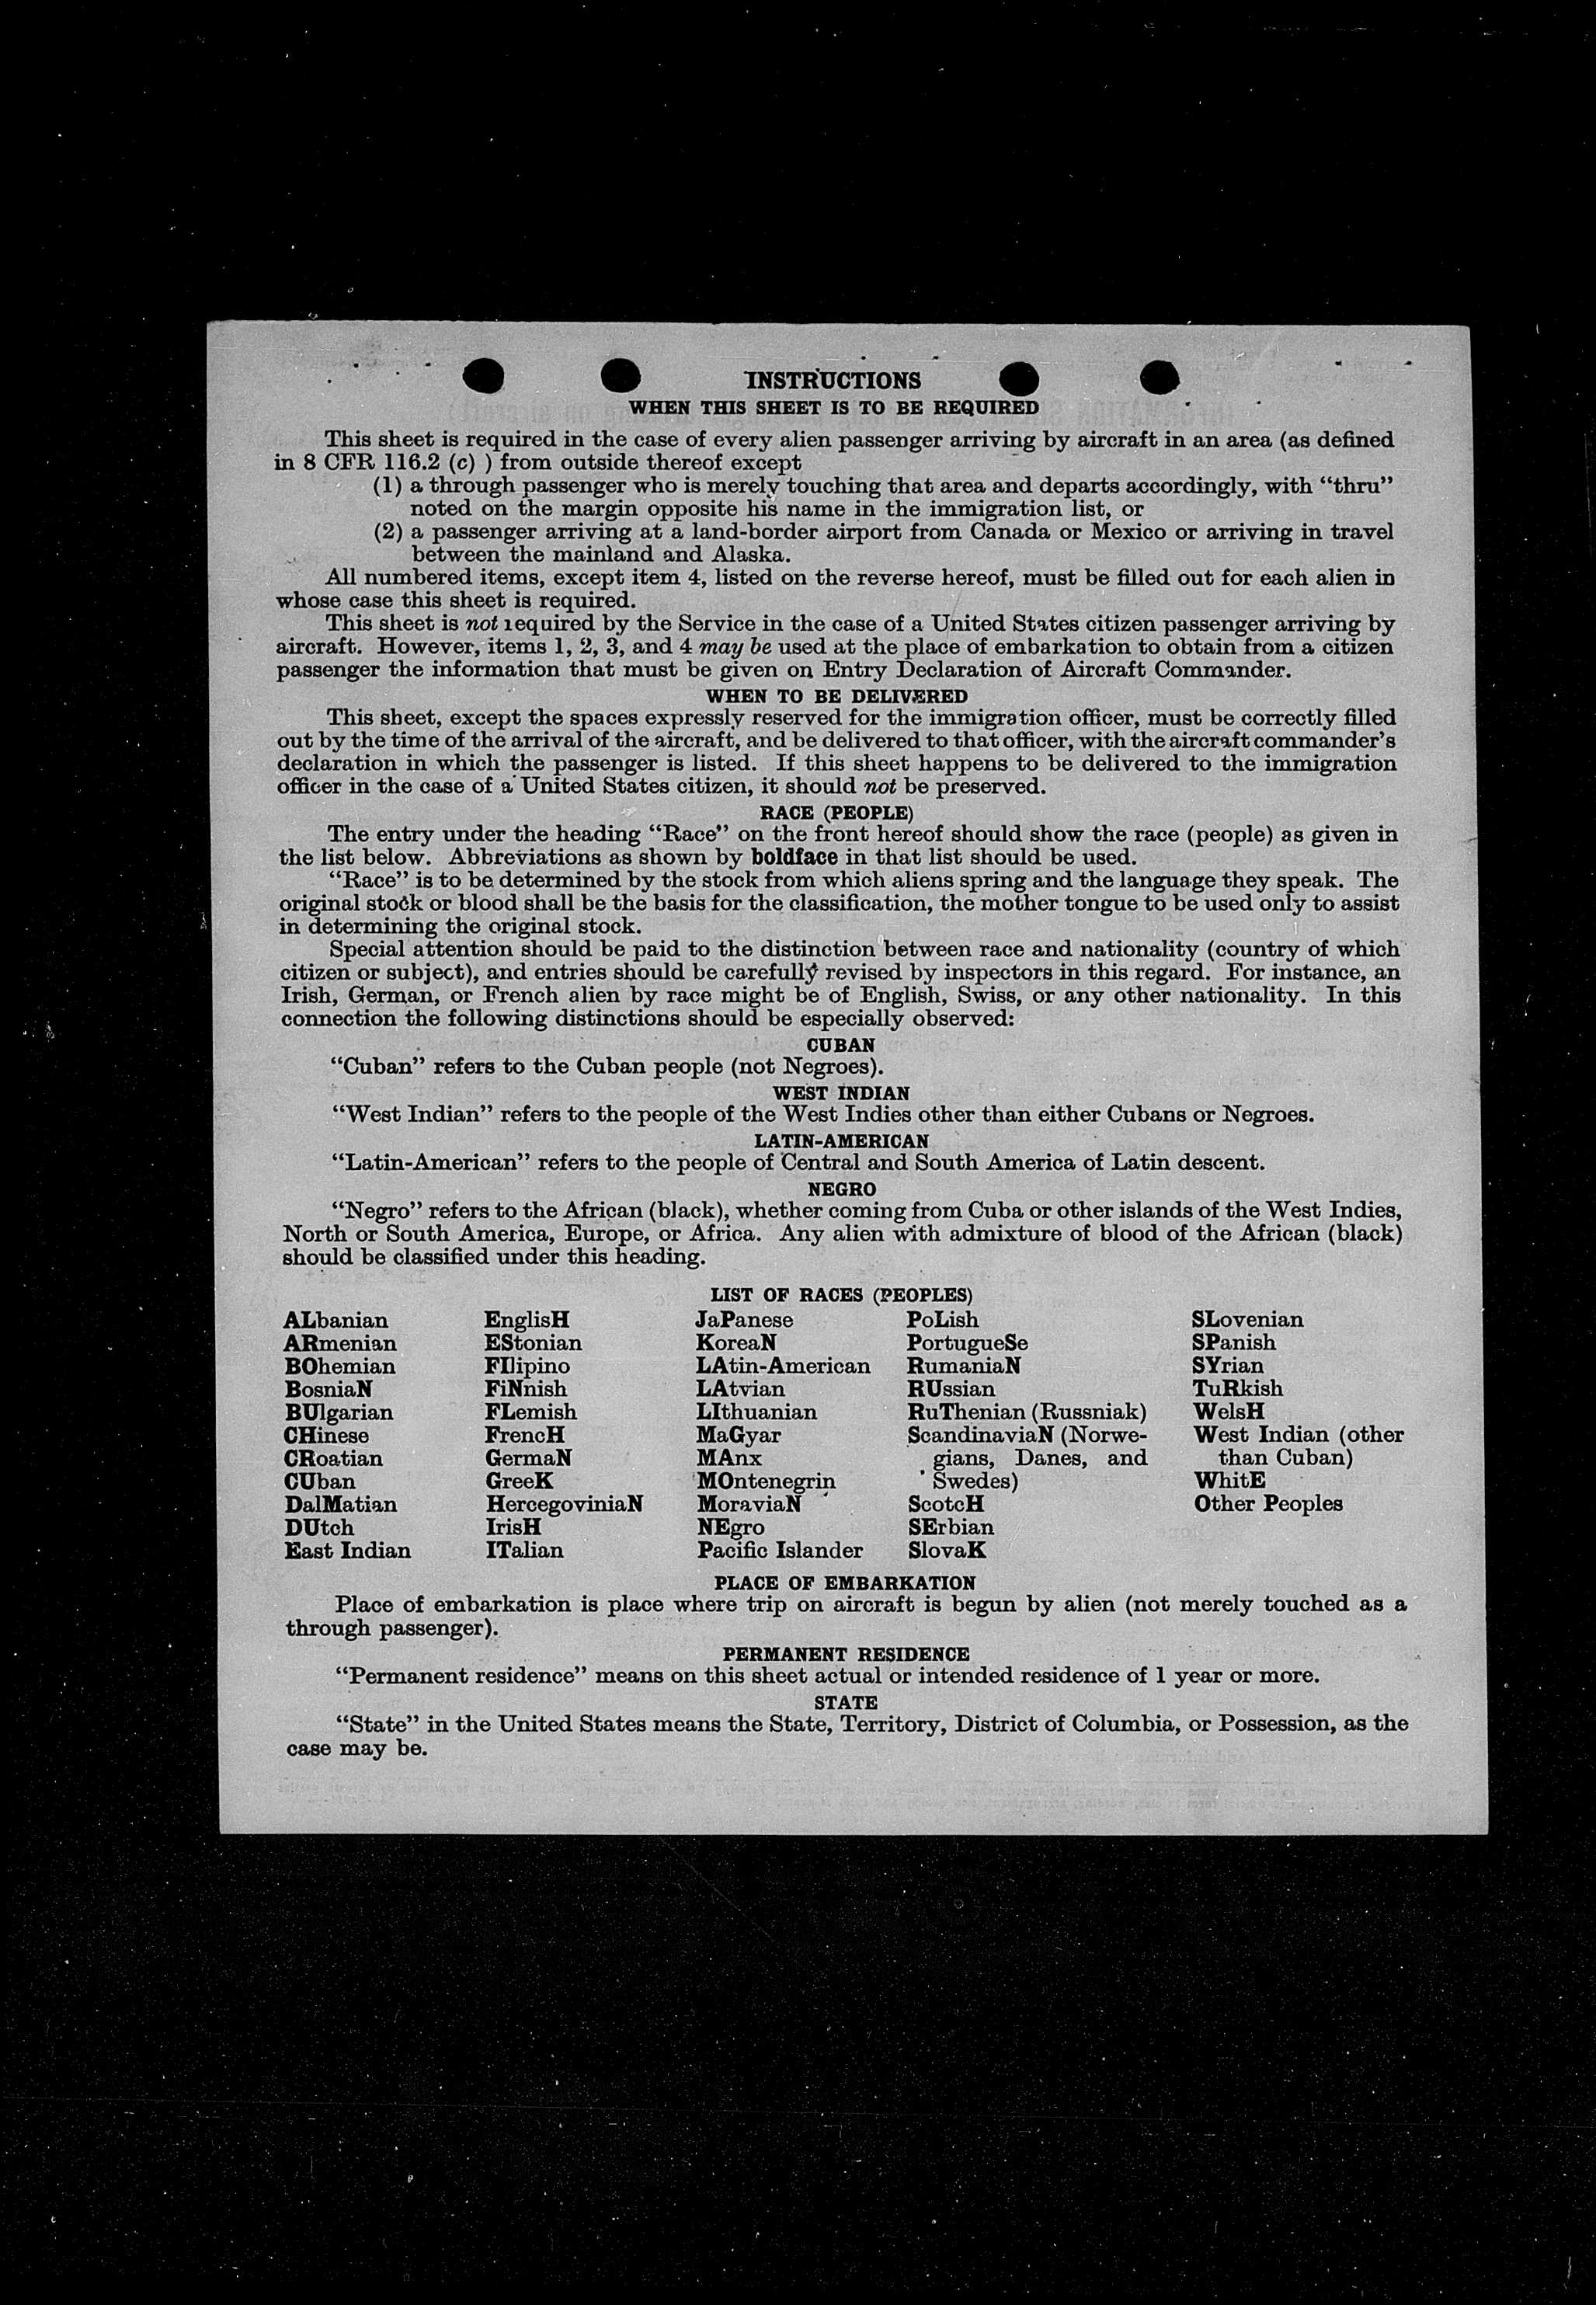 INSTRUCTIONS
WHEN THIS SHEET IS TO BE REQUIRED
This sheet is required in the case of every alien passenger arriving by aircraft in an area (as defined
in 8 CFR 116.2 (c) ) from outside thereof except
(1) a through passenger who is merely touching that area and departs accordingly, with “thru”
noted on the margin opposite his name in the immigration list, or
(2) a passenger arriving at a land-border airport from Canada or Mexico or arriving in travel
between the mainland and Alaska.
All numbered items, except item 4, listed on the reverse hereof, must be filled out for each alien in
whose case this sheet is required.
This sheet is not required by the Service in the case of a United States citizen passenger arriving by
aircraft. However, items 1, 2, 3, and 4 may be used at the place of embarkation to obtain from a citizen
passenger the information that must be given on Entry Declaration of Aircraft Commander.
WHEN TO BE DELIVERED
This sheet, except the spaces expressly reserved for the immigration officer, must be correctly filled
out by the time of the arrival of the aircraft, and be delivered to that officer, with the aircraft commander’s
declaration in which the passenger is listed. If this sheet happens to be delivered to the immigration
officer in the case of a United States citizen, it should not be preserved.
RACE (PEOPLE)
The entry under the heading “Race” on the front hereof should show the race (people) as given in
the list below. Abbreviations as shown by boldface in that list should be used.
“Race” is to be determined by the stock from which aliens spring and the language they speak. The
original stock or blood shall be the basis for the classification, the mother tongue to be used only to assist
in determining the original stock.
Special attention should be paid to the distinction between race and nationality (country of which
citizen or subject), and entries should be carefully revised by inspectors in this regard. For instance, an
Irish, German, or French alien by race might be of English, Swiss, or any other nationality. In this
connection the following distinctions should be especially observed:
CUBAN
“Cuban” refers to the Cuban people (not Negroes).
WEST INDIAN
“West Indian” refers to the people of the West Indies other than either Cubans or Negroes.
LATIN-AMERICAN
“Latin-American” refers to the people of Central and South America of Latin descent.
NEGRO
“Negro” refers to the African (black), whether coming from Cuba or other islands of the West Indies,
North or South America, Europe, or Africa. Any alien with admixture of blood of the African (black)
should be classified under this heading.
LIST OF RACES (PEOPLES)
ALbanian
ARmenian
BOhemian
BosniaN
BUlgarian
CHinese
CRoatian
CUban
DalMatian
DUtch
East Indian
EnglisH
EStonian
FIlipino
FiNnish
FLemish
FrencH
GermaN
GreeK
HercegoviniaN
IrisH
ITalian
JaPanese
KoreaN
LAtin-American
LAtvian
LIthuanian
MaGyar
MAnx
MOntenegrin
MoraviaN
NEgro
Pacific Islander
PoLish
PortugueSe
RumaniaN
RUssian
RuThenian (Russniak)
ScandinaviaN (Norwe-
gians, Danes, and
Swedes)
ScotcH
SErbian
SlovaK
SLovenian
SPanish
SYrian
TuRkish
WelsH
West Indian (other
than Cuban)
WhitE
Other Peoples
PLACE OF EMBARKATION
Place of embarkation is place where trip on aircraft is begun by alien (not merely touched as a
through passenger).
PERMANENT RESIDENCE
“Permanent residence” means on this sheet actual or intended residence of 1 year or more.
STATE
“State” in the United States means the State, Territory, District of Columbia, or Possession, as the
case may be.